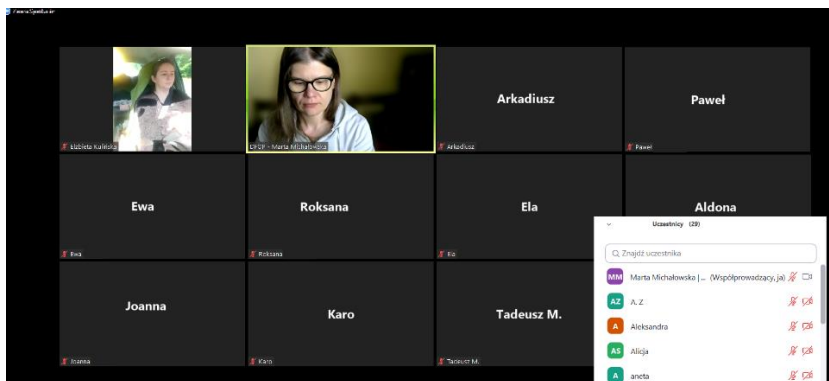 Arkadiusz
Paweł
Elżbieta Kulińska
DFOP - Marta Michałowska
Arkadiusz
Paweł
Ewa
Roksana
Ela
Aldona
Ewa
Roksana
Ela
Joanna
Karo
Tadeusz M.
Joanna
Karo
Tadeusz M.
Uczestnicy (29)
Znajdź uczestnika
MM Marta Michałowska |... (Współprowadzący, ja)
AZ A. Z
A Aleksandra
AS Alicja
A aneta